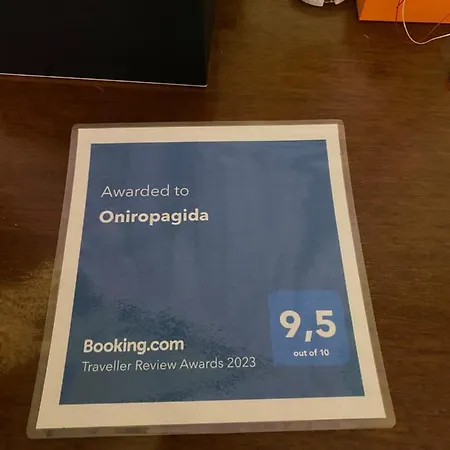 Awarded to
Oniropagida
Booking.com
Traveller Review Awards 2023
9,5
out of 10